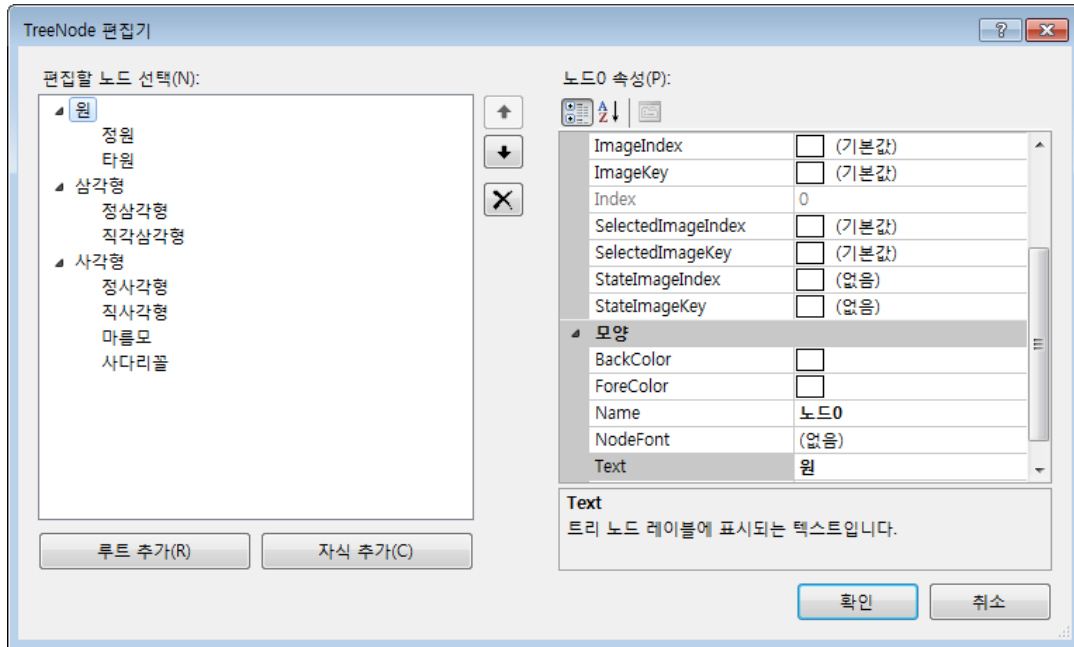 TreeNode 편집기
편집할 노드 선택(N):
원
정원
타원
삼각형
정삼각형
직각삼각형
사각형
정사각형
직사각형
마름모
사다리꼴
루트 추가(R)
자식 추가(C)
노드0 속성(P):
ImageIndex (기본값)
ImageKey (기본값)
Index 0
SelectedImageIndex (기본값)
SelectedImageKey (기본값)
StateImageIndex (없음)
StateImageKey (없음)
모양
BackColor
ForeColor
Name 노드0
NodeFont (없음)
Text 원
Text
트리 노드 레이블에 표시되는 텍스트입니다.
확인
취소